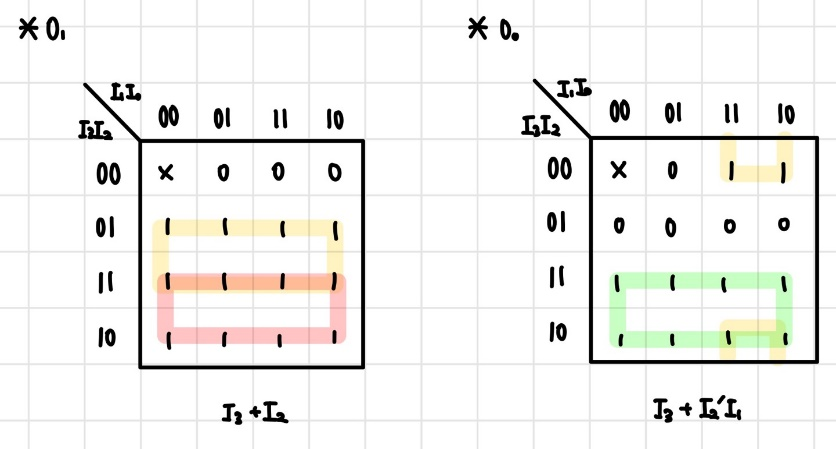 * O₁
I₁I₀
I₃I₂
00 01 11 10
00 × 0 0 0
01 1 1 1 1
11 1 1 1 1
10 1 1 1 1
I₃ + I₂
* O₀
I₁I₀
I₃I₂
00 01 11 10
00 × 0 1 1
01 0 0 0 0
11 1 1 1 1
10 1 1 1 1
I₃ + I₂'I₁